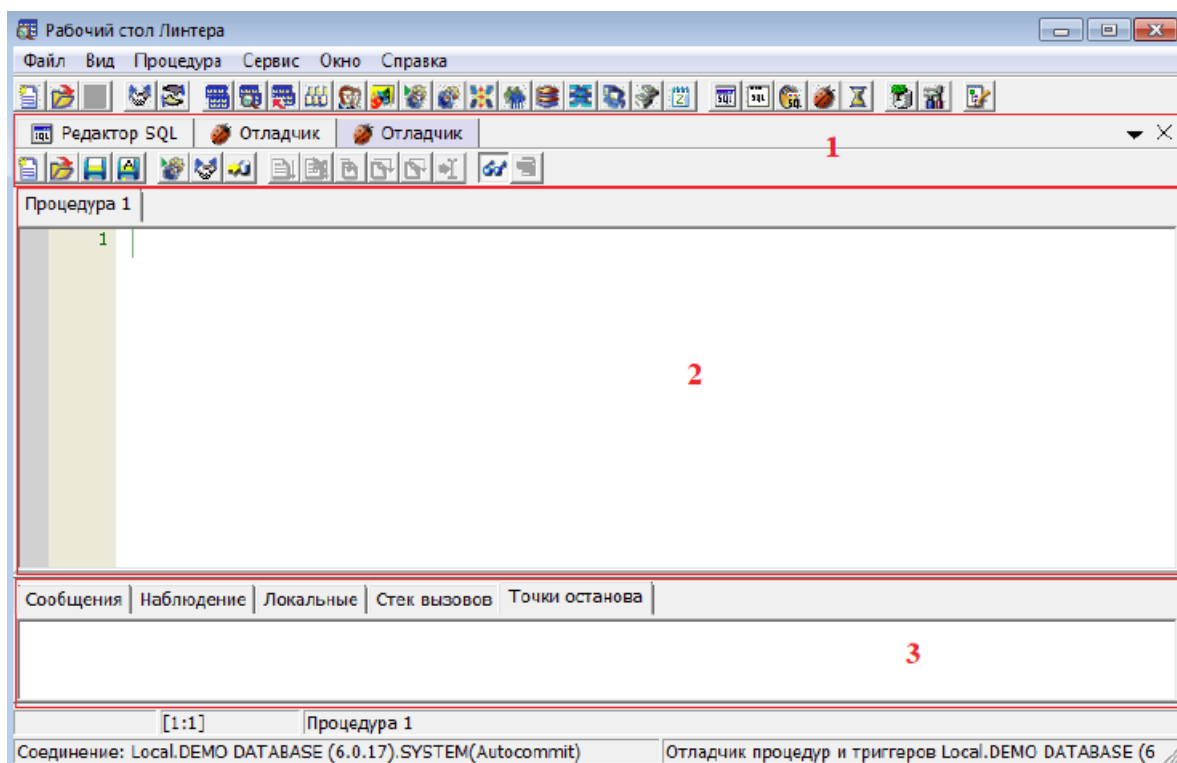 Рабочий стол Линтера
Файл Вид Процедура Сервис Окно Справка
Редактор SQL Отладчик Отладчик
1
Процедура 1
1
2
Сообщения Наблюдение Локальные Стек вызовов Точки останова
3
[1:1] Процедура 1
Соединение: Local.DEMO DATABASE (6.0.17).SYSTEM(Autocommit) Отладчик процедур и триггеров Local.DEMO DATABASE (6